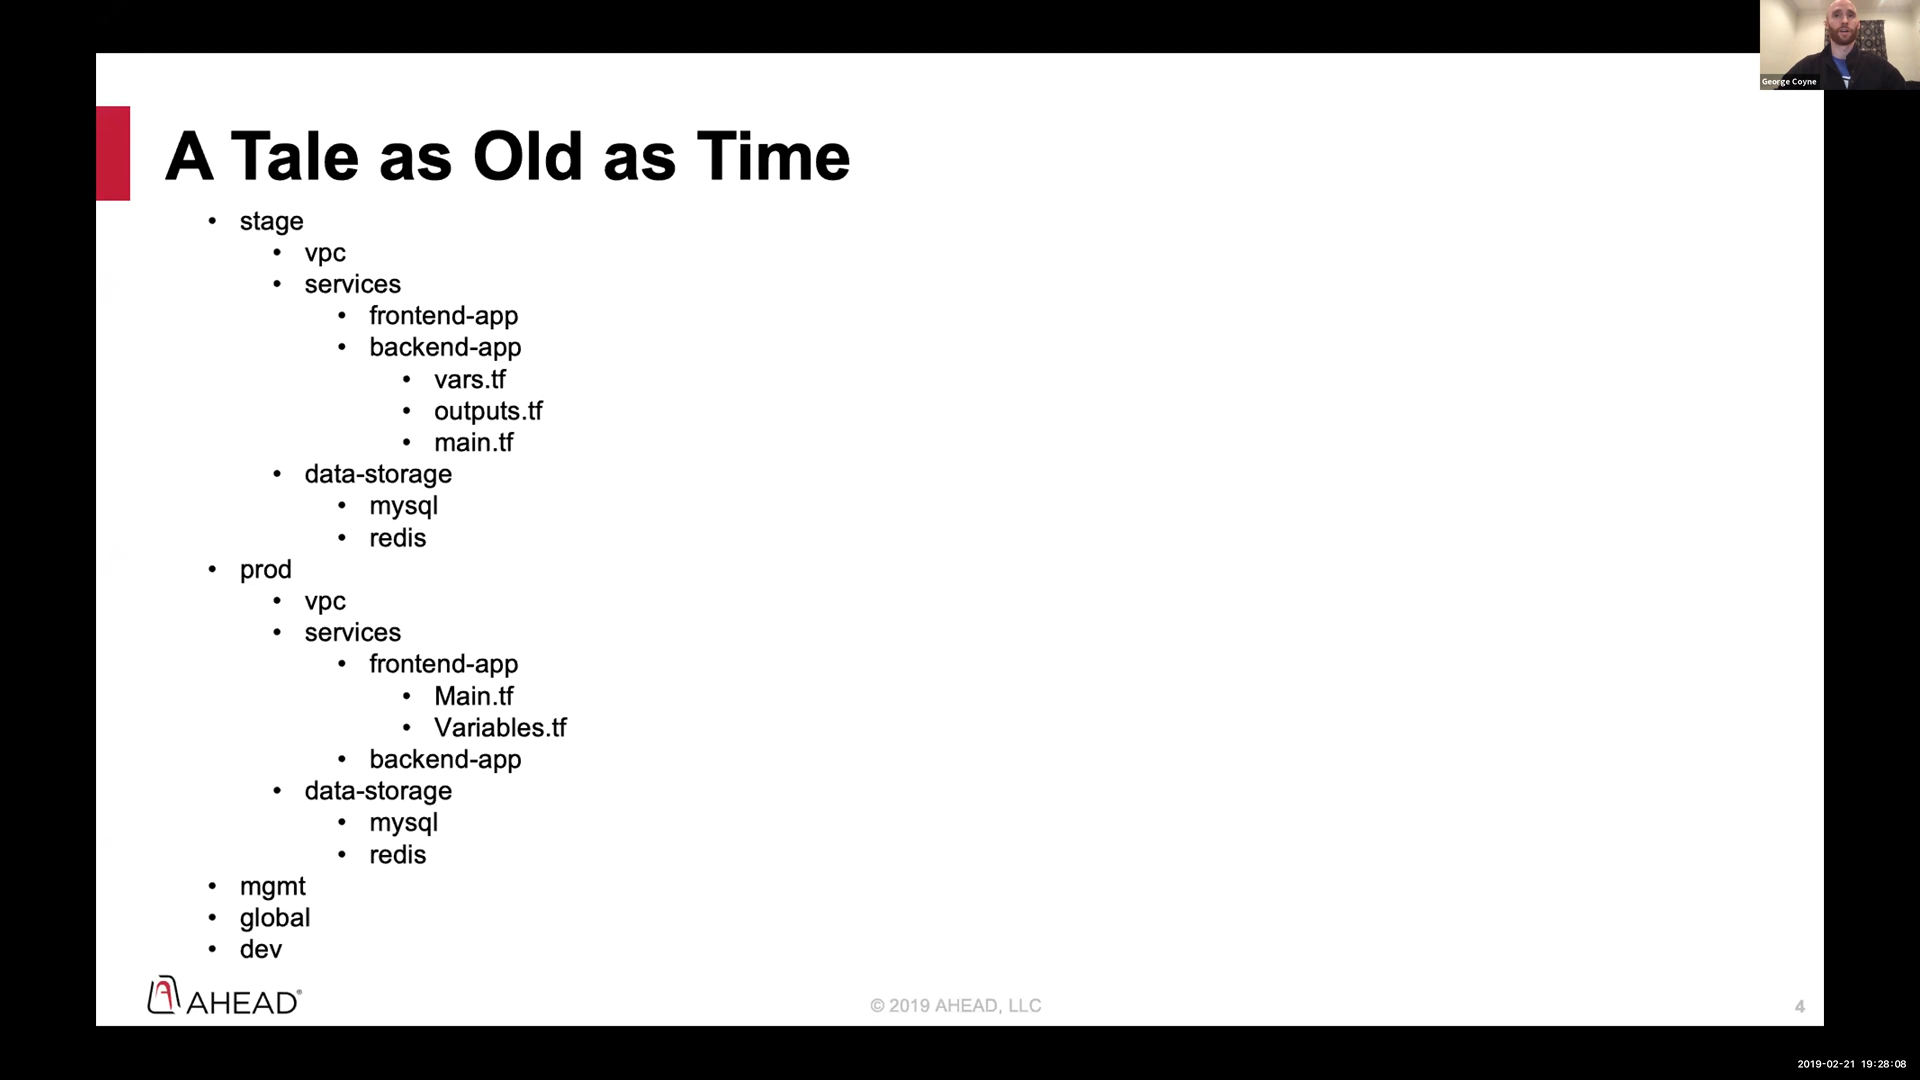 George Coyne
A Tale as Old as Time
• stage
• vpc
• services
• frontend-app
• backend-app
• vars.tf
• outputs.tf
• main.tf
• data-storage
• mysql
• redis
• prod
• vpc
• services
• frontend-app
• Main.tf
• Variables.tf
• backend-app
• data-storage
• mysql
• redis
• mgmt
• global
• dev
AHEAD®
© 2019 AHEAD, LLC
4
2019-02-21 19:28:08